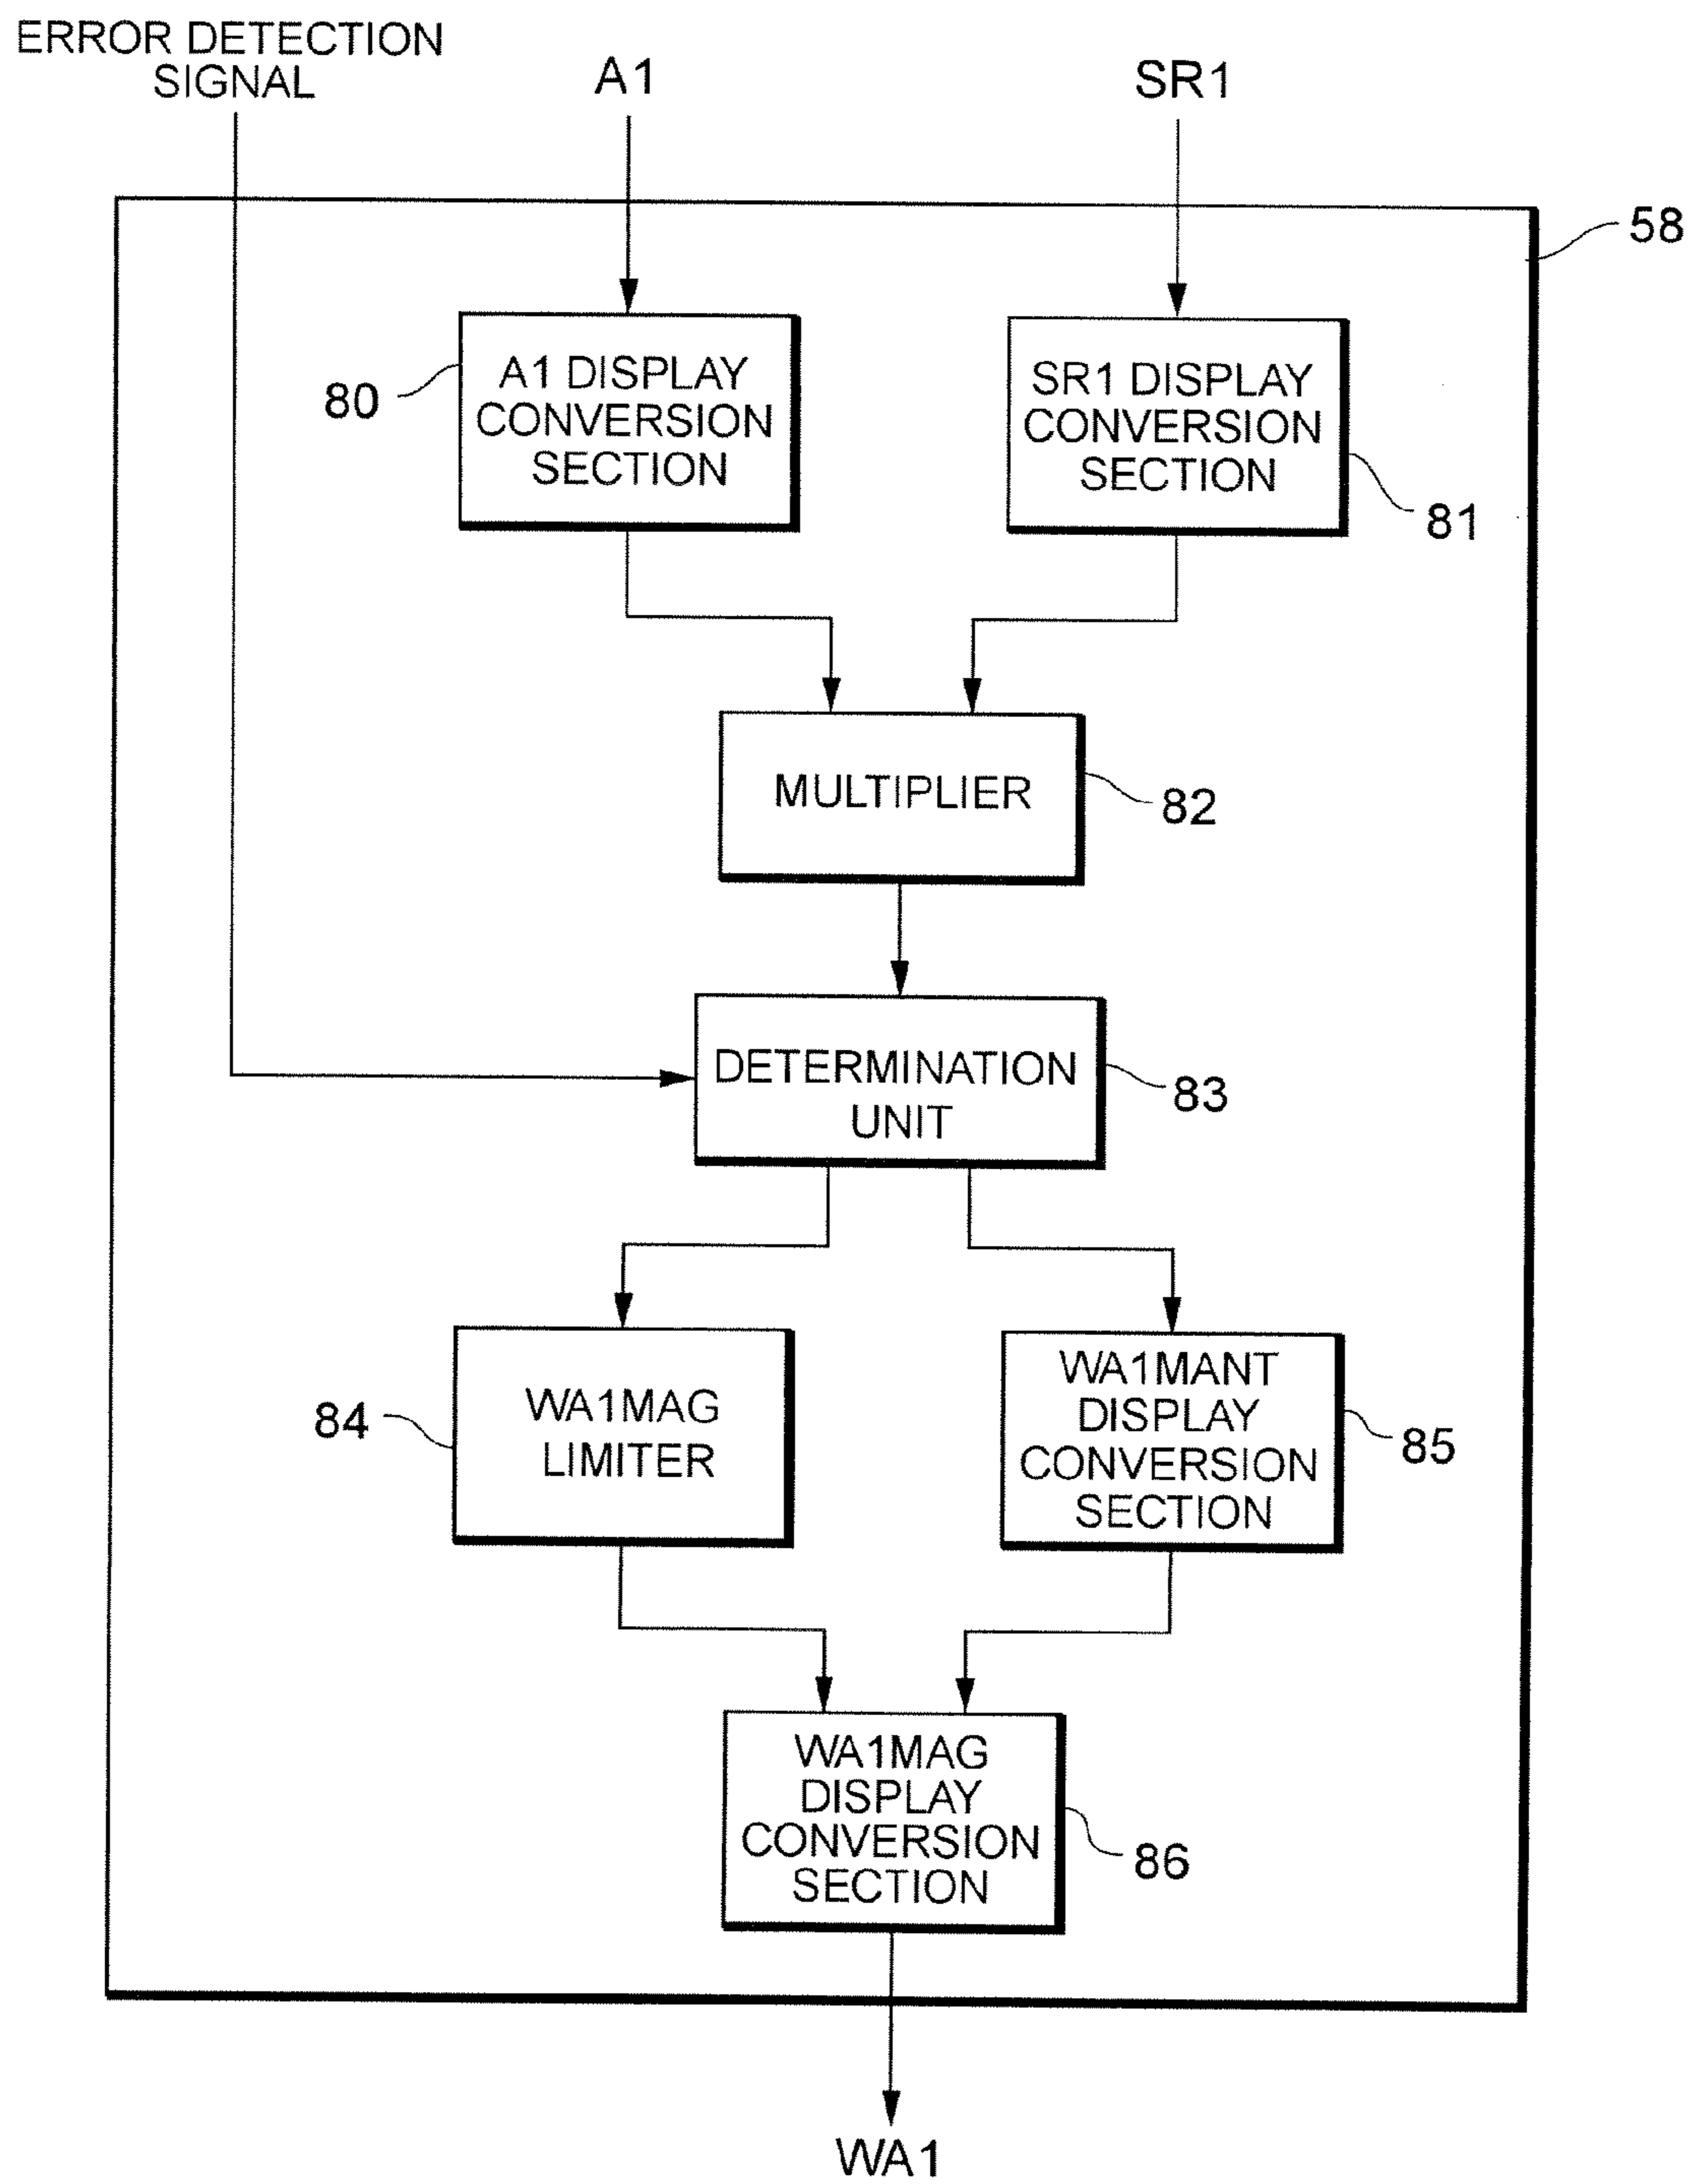 ERROR DETECTION
SIGNAL
A1
SR1
58
A1 DISPLAY
CONVERSION
SECTION
80
SR1 DISPLAY
CONVERSION
SECTION
81
MULTIPLIER
82
DETERMINATION
UNIT
83
WA1MAG
LIMITER
84
WA1MANT
DISPLAY
CONVERSION
SECTION
85
WA1MAG
DISPLAY
CONVERSION
SECTION
86
WA1